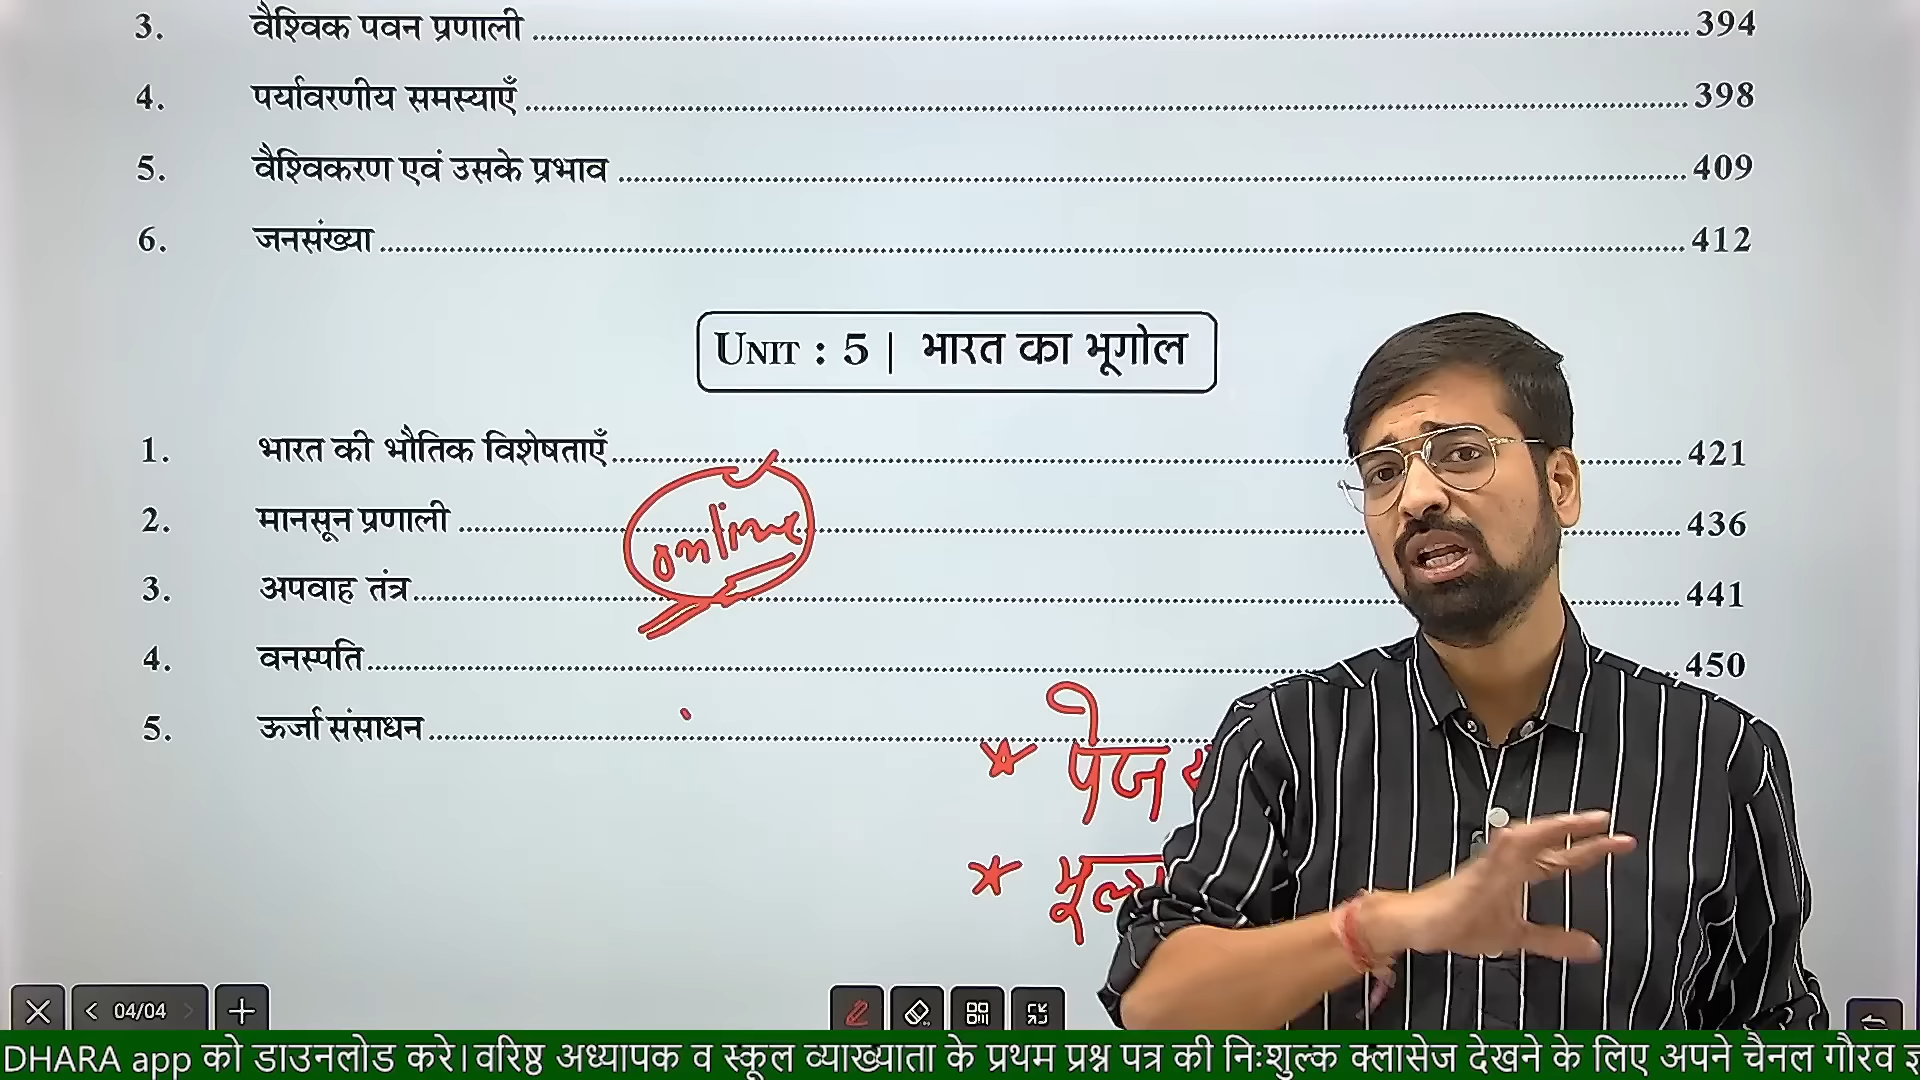 3. वैश्विक पवन प्रणाली 394
4. पर्यावरणीय समस्याएँ 398
5. वैश्विकरण एवं उसके प्रभाव 409
6. जनसंख्या 412
UNIT : 5 | भारत का भूगोल
1. भारत की भौतिक विशेषताएँ 421
2. मानसून प्रणाली 436
online
3. अपवाह तंत्र 441
4. वनस्पति 450
5. ऊर्जा संसाधन
* पेज
04/04
DHARA app को डाउनलोड करे। वरिष्ठ अध्यापक व स्कूल व्याख्याता के प्रथम प्रश्न पत्र की निःशुल्क क्लासेज देखने के लिए अपने चैनल गौरव